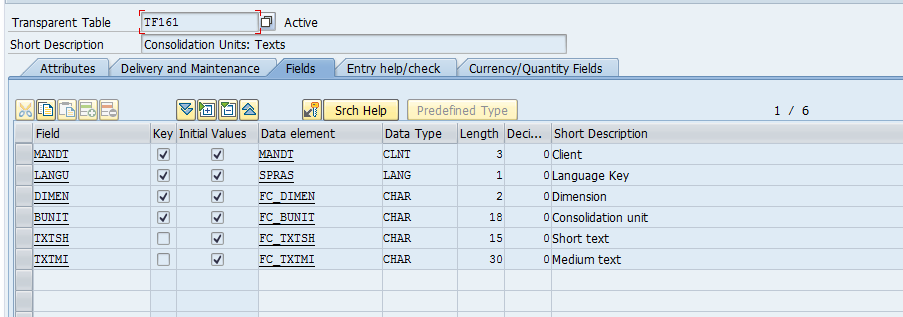 Transparent Table TF161 Active
Short Description Consolidation Units: Texts
Attributes Delivery and Maintenance Fields Entry help/check Currency/Quantity Fields
Srch Help Predefined Type 1 / 6
Field Key Initial Values Data element Data Type Length Deci... Short Description
MANDT MANDT CLNT 3 0 Client
LANGU SPRAS LANG 1 0 Language Key
DIMEN FC_DIMEN CHAR 2 0 Dimension
BUNIT FC_BUNIT CHAR 18 0 Consolidation unit
TXTSH FC_TXTSH CHAR 15 0 Short text
TXTMI FC_TXTMI CHAR 30 0 Medium text